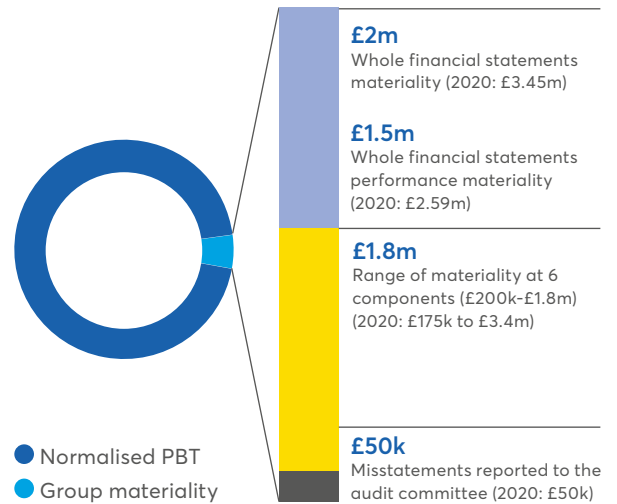 £2m
Whole financial statements
materiality (2020: £3.45m)
£1.5m
Whole financial statements
performance materiality
(2020: £2.59m)
£1.8m
Range of materiality at 6
components (£200k-£1.8m)
(2020: £175k to £3.4m)
£50k
Misstatements reported to the
audit committee (2020: £50k)
Normalised PBT
Group materiality